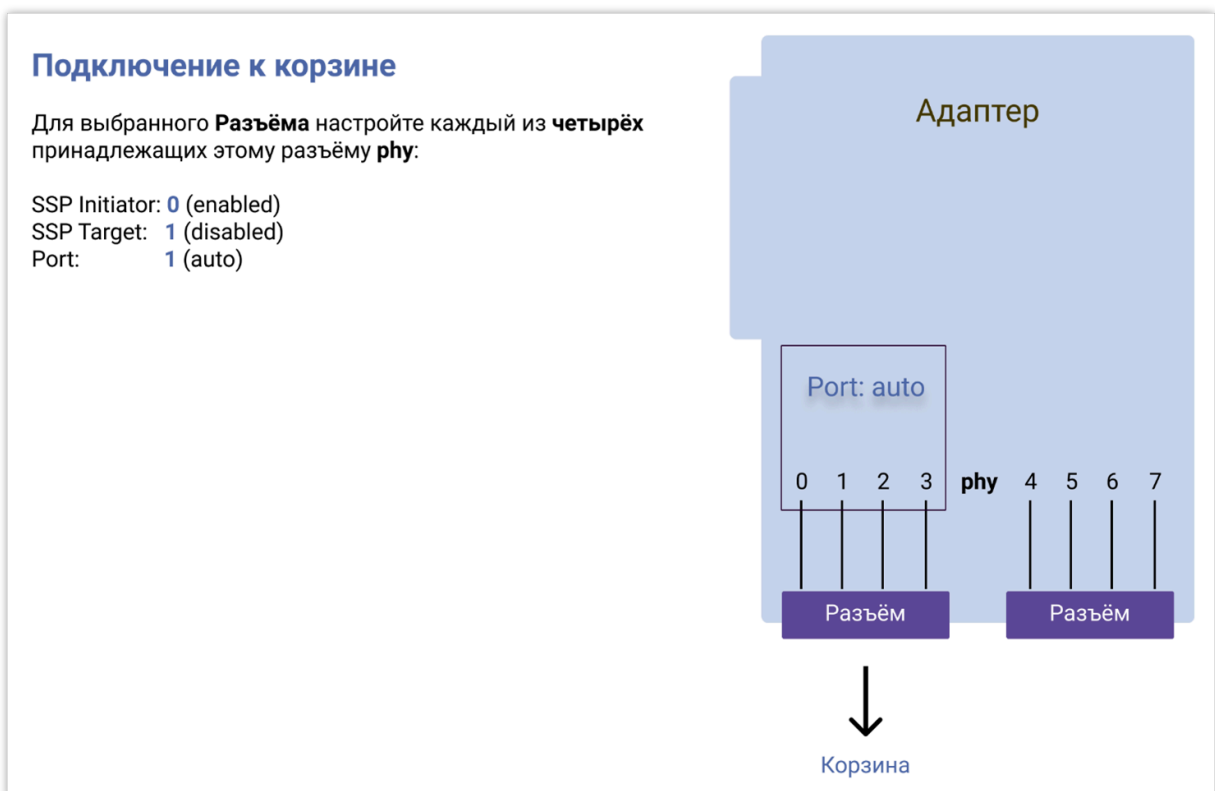 Подключение к корзине
Для выбранного Разъёма настройте каждый из четырёх
принадлежащих этому разъёму phy:
SSP Initiator: 0 (enabled)
SSP Target: 1 (disabled)
Port: 1 (auto)
Адаптер
Port: auto
0 1 2 3 phy 4 5 6 7
Разъём Разъём
Корзина